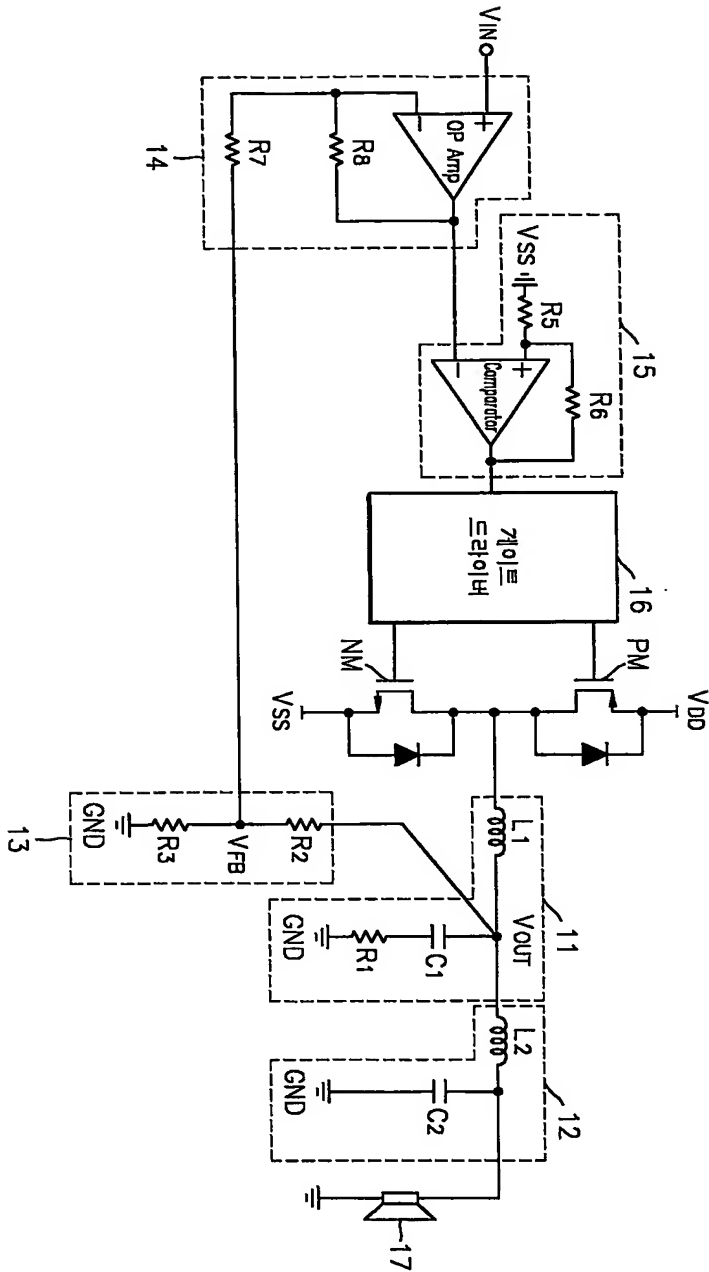 VIN
14
R7
R8
OP Amp
+
-
VSS
R5
R6
15
Comparator
+
-
게이트
드라이버
16
NM
PM
VSS
VDD
13
GND
R3
VFB
R2
L1
VOUT
11
GND
R1
C1
L2
12
GND
C2
17